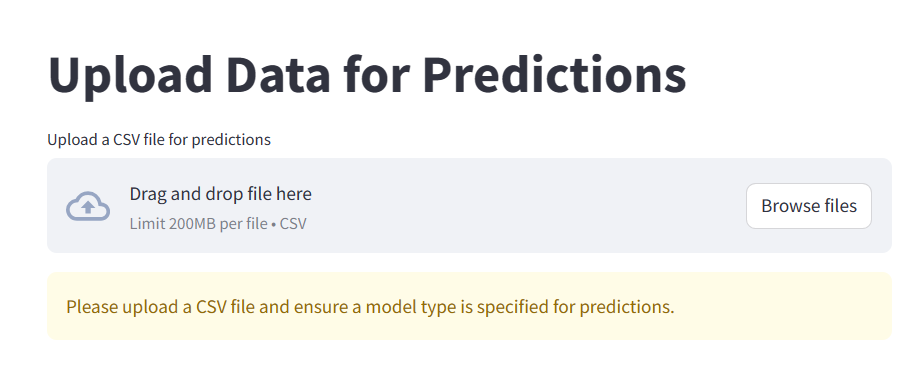 Upload Data for Predictions
Upload a CSV file for predictions
Drag and drop file here
Limit 200MB per file • CSV
Browse files
Please upload a CSV file and ensure a model type is specified for predictions.